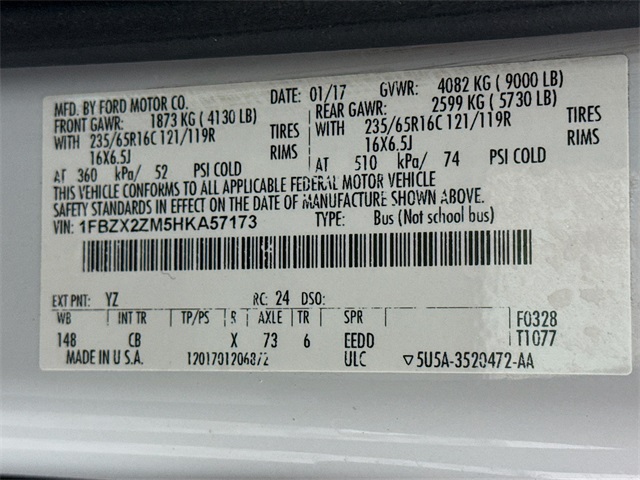 MFD. BY FORD MOTOR CO. DATE: 01/17 GVWR: 4082 KG ( 9000 LB)
FRONT GAWR: 1873 KG ( 4130 LB) REAR GAWR: 2599 KG ( 5730 LB)
WITH 235/65R16C 121/119R TIRES WITH 235/65R16C 121/119R TIRES
16X6.5J RIMS 16X6.5J RIMS
AT 360 kPa/ 52 PSI COLD AT 510 kPa/ 74 PSI COLD
THIS VEHICLE CONFORMS TO ALL APPLICABLE FEDERAL MOTOR VEHICLE
SAFETY STANDARDS IN EFFECT ON THE DATE OF MANUFACTURE SHOWN ABOVE.
VIN: 1FBZX2ZM5HKA57173 TYPE: Bus (Not school bus)
EXT PNT: YZ RC: 24 DSO:
WB INT TR TP/PS R AXLE TR SPR F0328
148 CB X 73 6 EEDD T1077
MADE IN U.S.A. 1201701206872 ULC ▽5U5A-3520472-AA